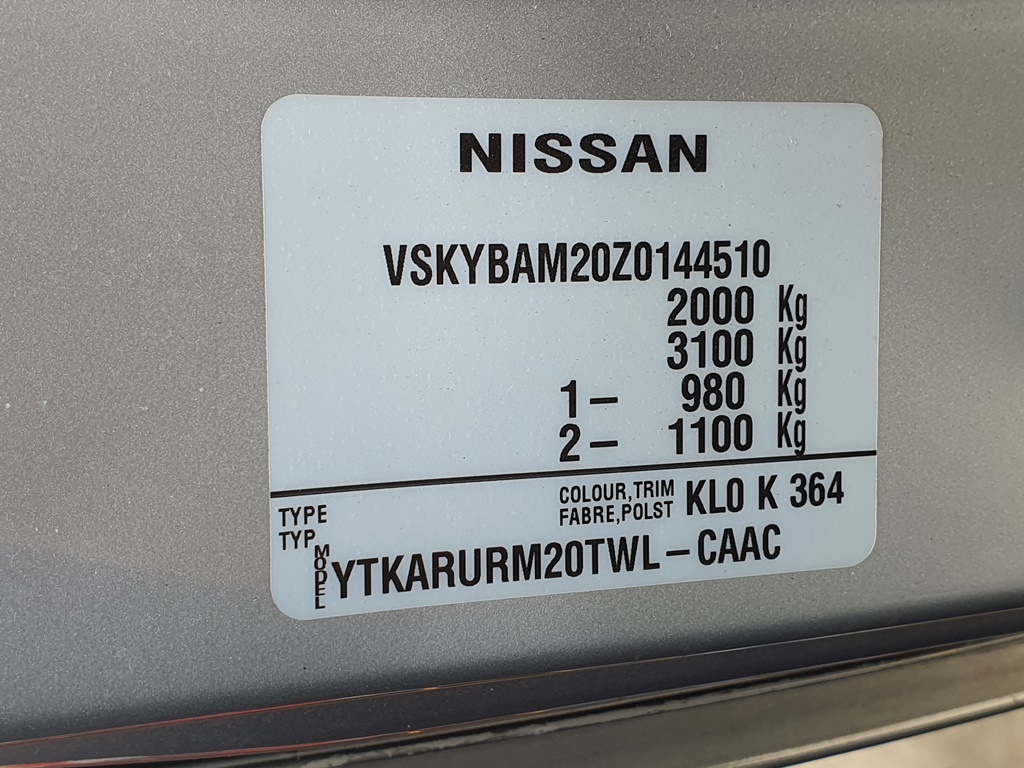 NISSAN
VSKYBAM20Z0144510
2000 Kg
3100 Kg
1- 980 Kg
2- 1100 Kg
COLOUR,TRIM KL0 K 364
FABRE,POLST
TYPE
TYP
MODEL YTKARURM20TWL-CAAC